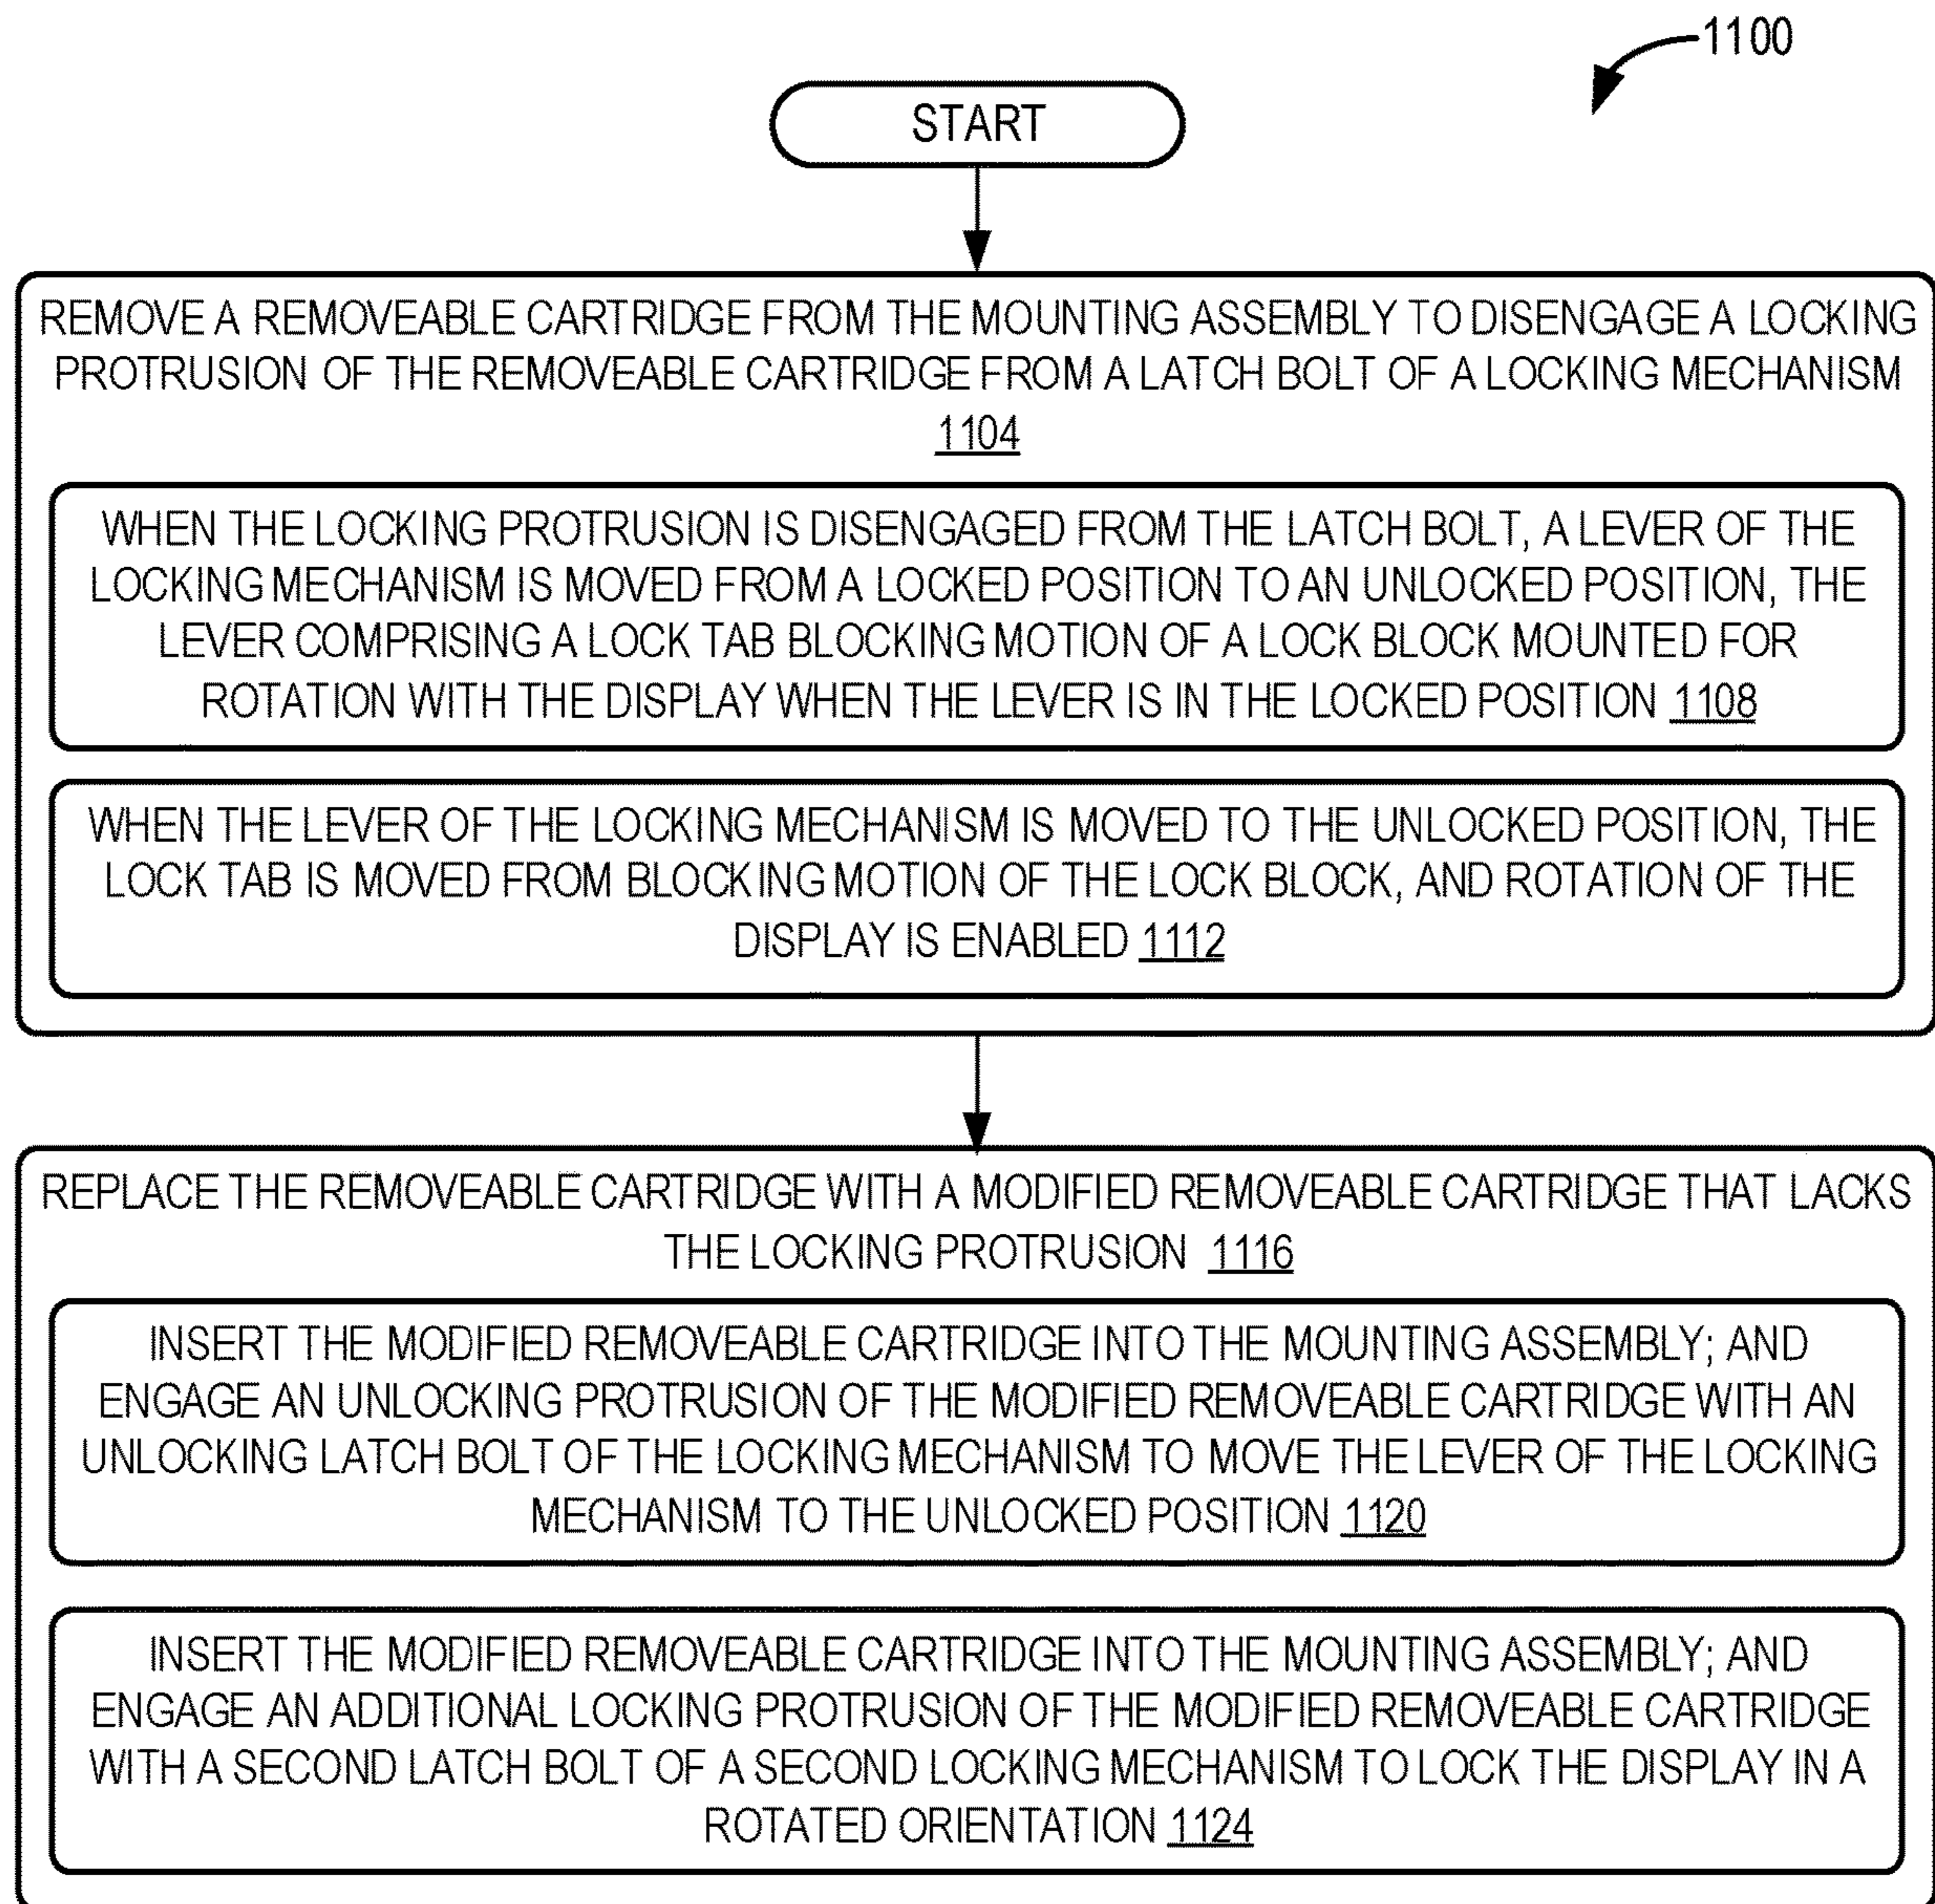 1100
START
REMOVE A REMOVEABLE CARTRIDGE FROM THE MOUNTING ASSEMBLY TO DISENGAGE A LOCKING
PROTRUSION OF THE REMOVEABLE CARTRIDGE FROM A LATCH BOLT OF A LOCKING MECHANISM
1104
WHEN THE LOCKING PROTRUSION IS DISENGAGED FROM THE LATCH BOLT, A LEVER OF THE
LOCKING MECHANISM IS MOVED FROM A LOCKED POSITION TO AN UNLOCKED POSITION, THE
LEVER COMPRISING A LOCK TAB BLOCKING MOTION OF A LOCK BLOCK MOUNTED FOR
ROTATION WITH THE DISPLAY WHEN THE LEVER IS IN THE LOCKED POSITION 1108
WHEN THE LEVER OF THE LOCKING MECHANISM IS MOVED TO THE UNLOCKED POSITION, THE
LOCK TAB IS MOVED FROM BLOCKING MOTION OF THE LOCK BLOCK, AND ROTATION OF THE
DISPLAY IS ENABLED 1112
REPLACE THE REMOVEABLE CARTRIDGE WITH A MODIFIED REMOVEABLE CARTRIDGE THAT LACKS
THE LOCKING PROTRUSION 1116
INSERT THE MODIFIED REMOVEABLE CARTRIDGE INTO THE MOUNTING ASSEMBLY; AND
ENGAGE AN UNLOCKING PROTRUSION OF THE MODIFIED REMOVEABLE CARTRIDGE WITH AN
UNLOCKING LATCH BOLT OF THE LOCKING MECHANISM TO MOVE THE LEVER OF THE LOCKING
MECHANISM TO THE UNLOCKED POSITION 1120
INSERT THE MODIFIED REMOVEABLE CARTRIDGE INTO THE MOUNTING ASSEMBLY; AND
ENGAGE AN ADDITIONAL LOCKING PROTRUSION OF THE MODIFIED REMOVEABLE CARTRIDGE
WITH A SECOND LATCH BOLT OF A SECOND LOCKING MECHANISM TO LOCK THE DISPLAY IN A
ROTATED ORIENTATION 1124